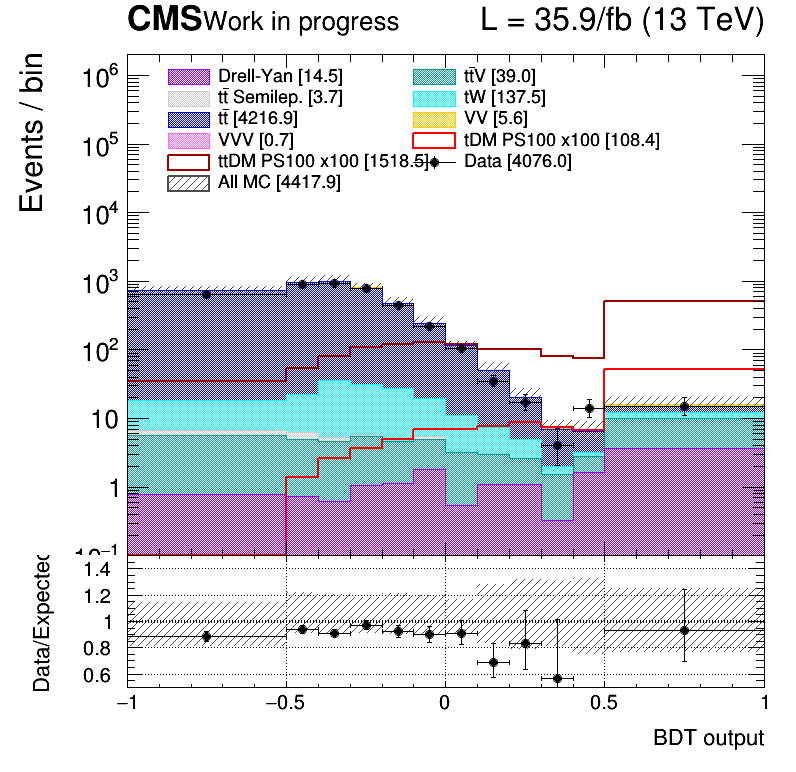 CMS Work in progress L = 35.9/fb (13 TeV)
Events / bin
10⁶
10⁵
10⁴
10³
10²
10
1
10⁻¹
Drell-Yan [14.5] tt̄V [39.0]
tt̄ Semilep. [3.7] tW [137.5]
tt̄ [4216.9] VV [5.6]
VVV [0.7] tDM PS100 x100 [108.4]
ttDM PS100 x100 [1518.5] Data [4076.0]
All MC [4417.9]
Data/Expected
1.4
1.2
1
0.8
0.6
−1 −0.5 0 0.5 1
BDT output